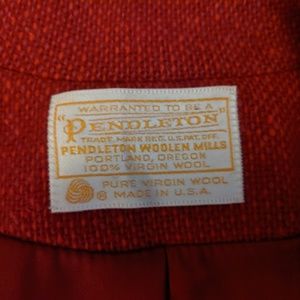 WARRANTED TO BE A
"PENDLETON"
TRADE MARK REG. U.S. PAT. OFF.
PENDLETON WOOLEN MILLS
PORTLAND, OREGON
100% VIRGIN WOOL
PURE VIRGIN WOOL
® MADE IN U.S.A.